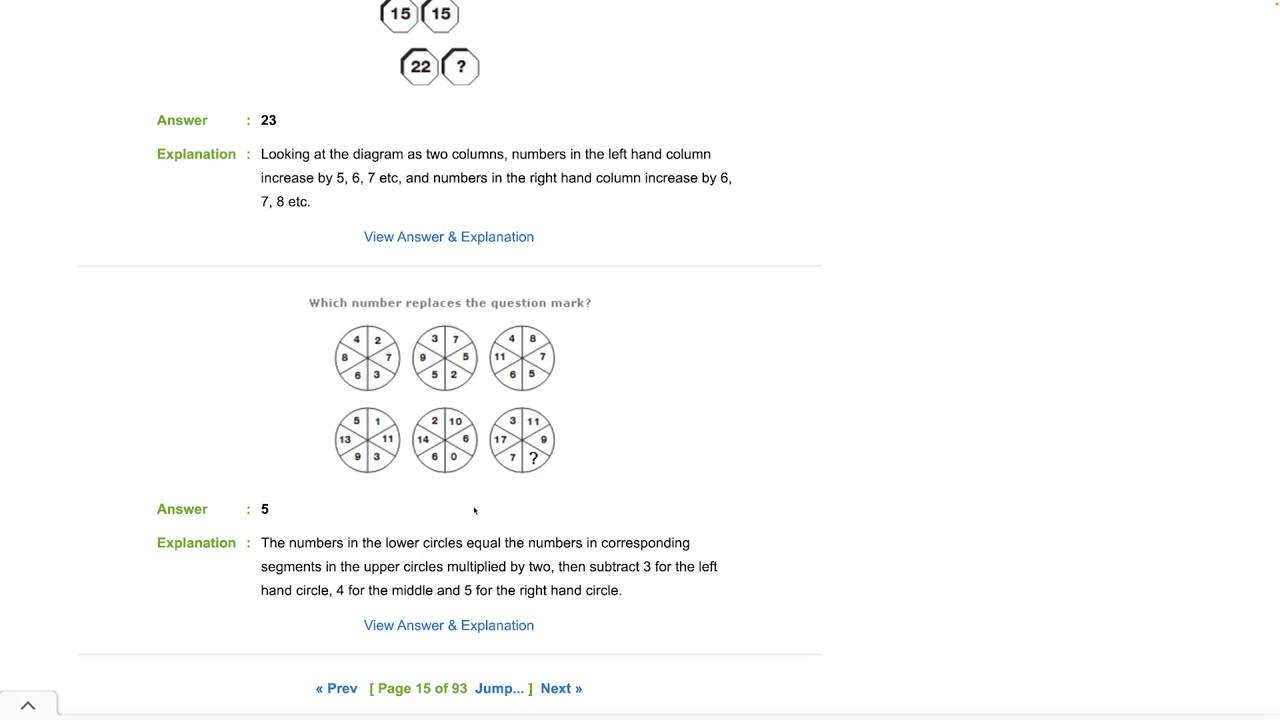 15 15
22 ?
Answer : 23
Explanation : Looking at the diagram as two columns, numbers in the left hand column
increase by 5, 6, 7 etc, and numbers in the right hand column increase by 6,
7, 8 etc.
View Answer & Explanation
Which number replaces the question mark?
4 2 3 7 4 8
8 7 9 5 11 7
6 3 5 2 6 5
5 1 2 10 3 11
13 11 14 6 17 9
9 3 6 0 7 ?
Answer : 5
Explanation : The numbers in the lower circles equal the numbers in corresponding
segments in the upper circles multiplied by two, then subtract 3 for the left
hand circle, 4 for the middle and 5 for the right hand circle.
View Answer & Explanation
« Prev [ Page 15 of 93 Jump... ] Next »